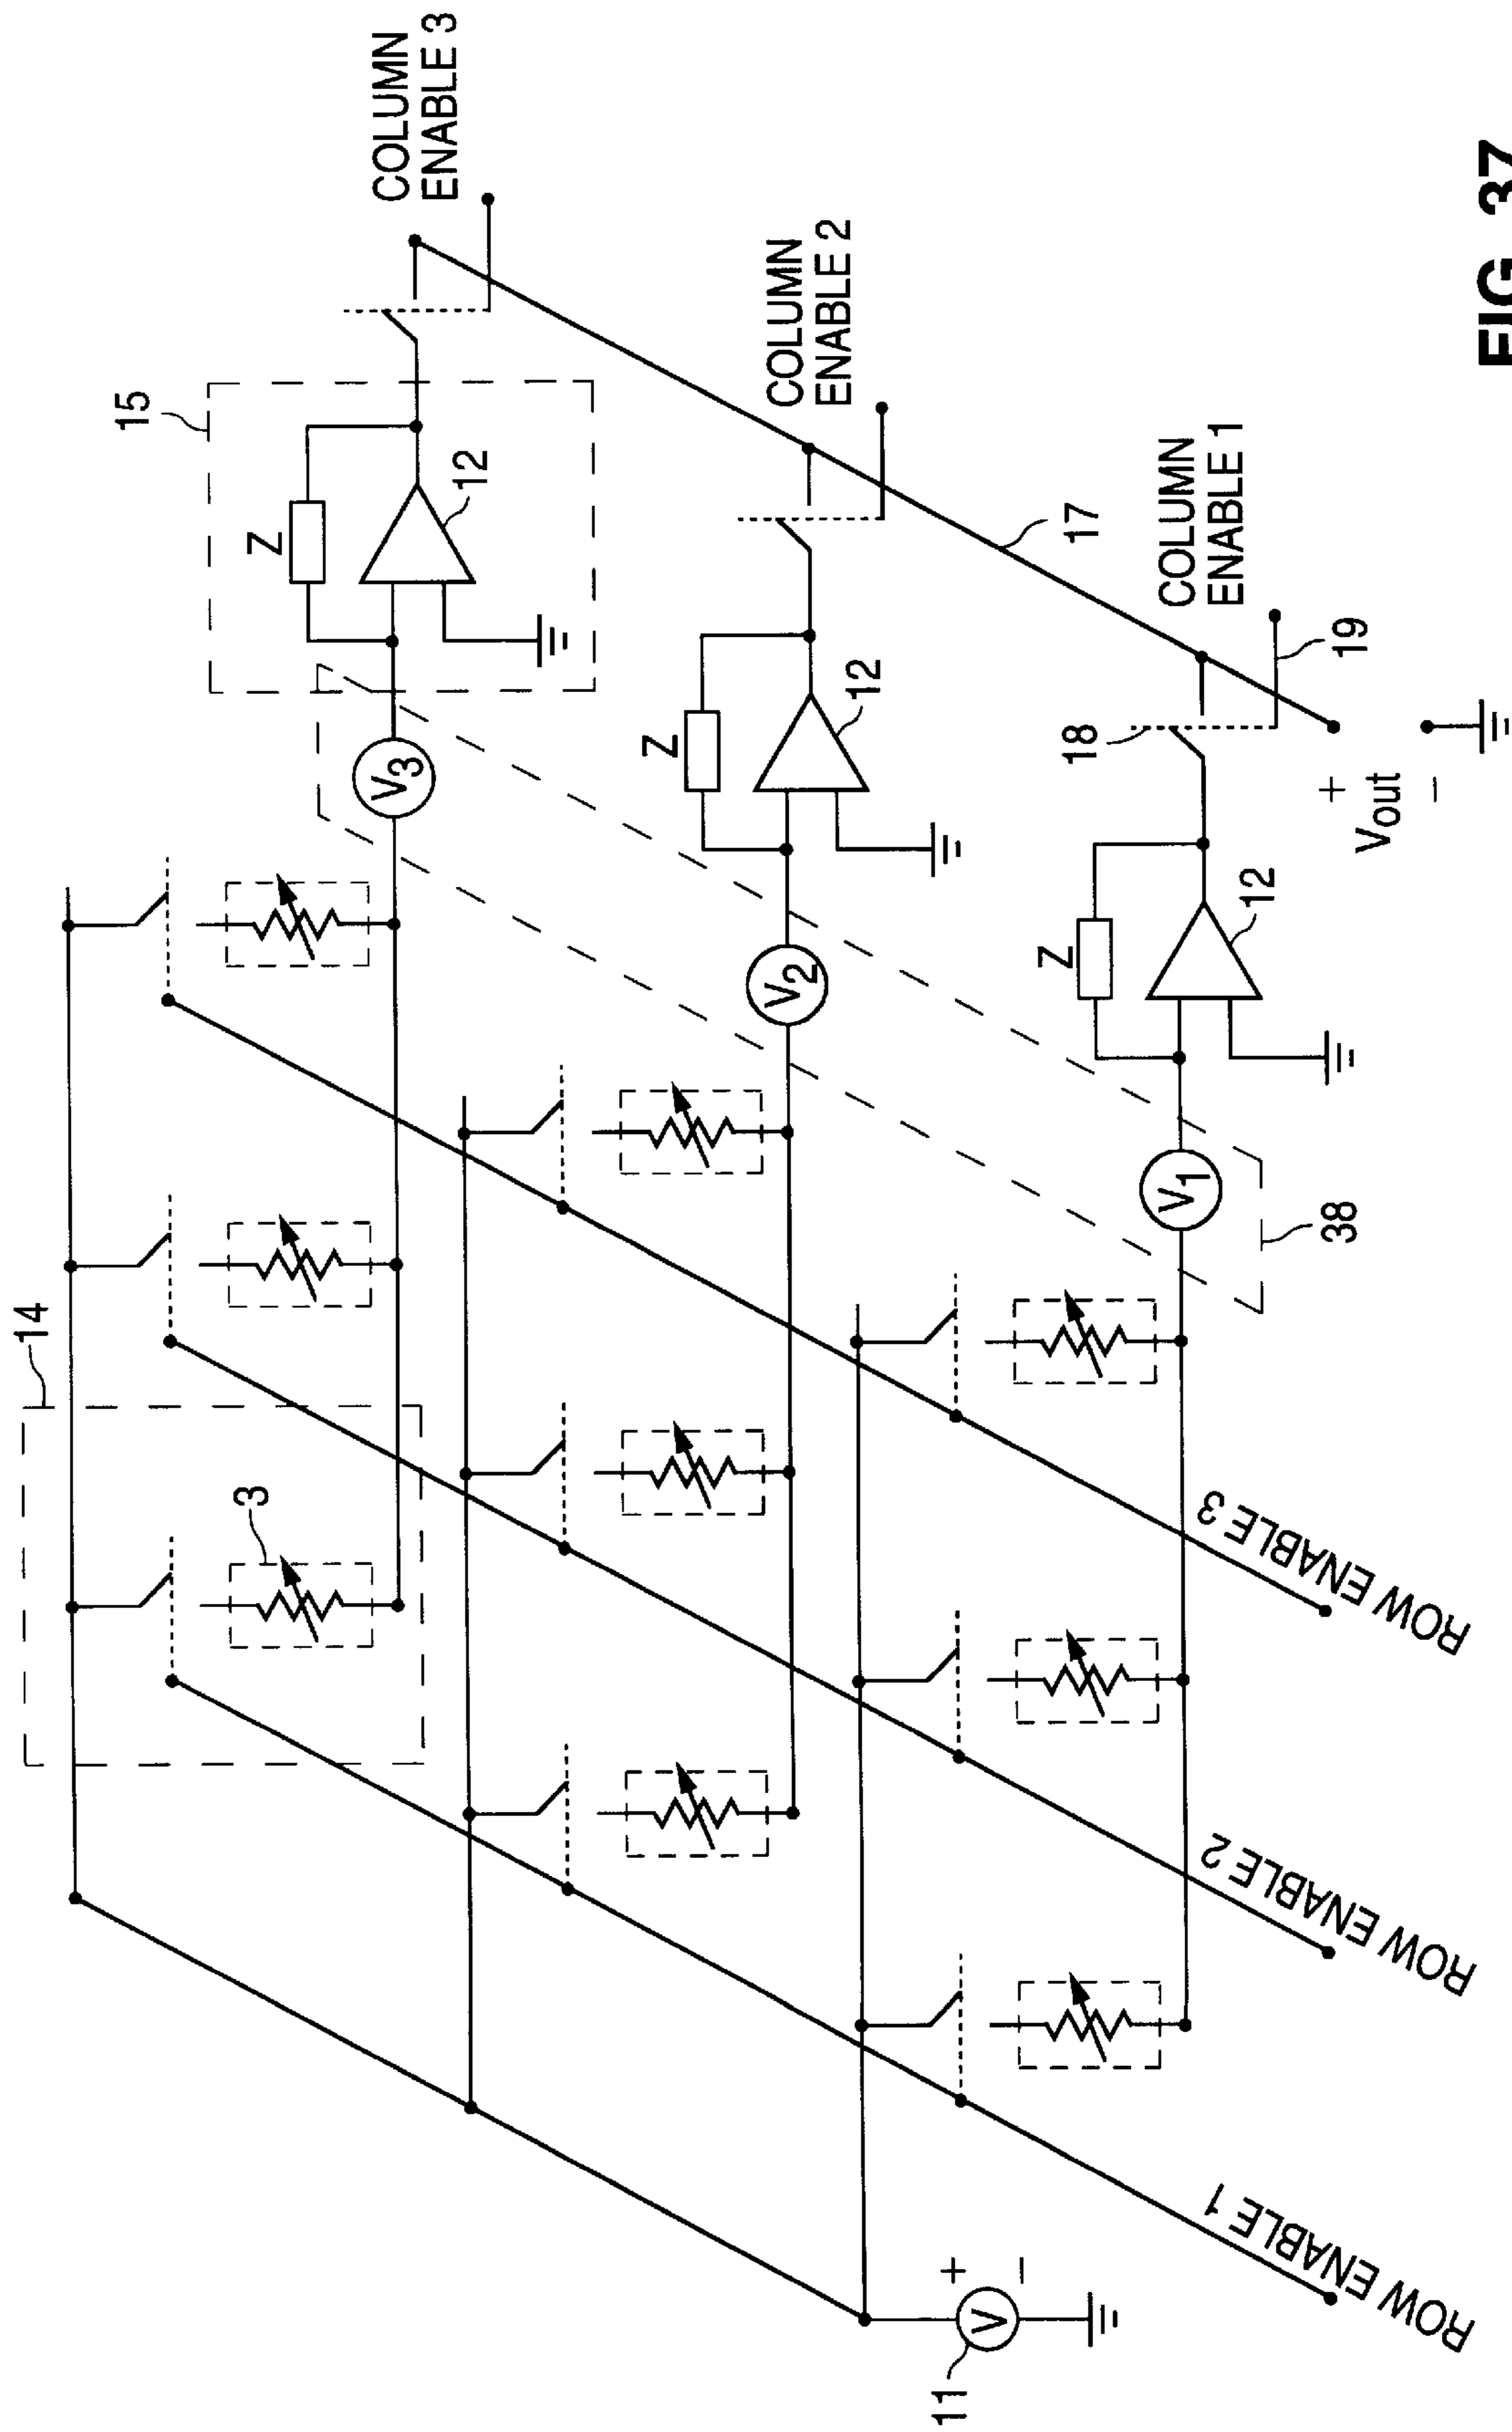 COLUMN
ENABLE 3
15
Z
12
V3
14
3
COLUMN
ENABLE 2
Z
12
V2
17
COLUMN
ENABLE 1
Z
12
18
19
V1
38
+
Vout
−
ROW ENABLE 3
ROW ENABLE 2
ROW ENABLE 1
11
V
+
−
FIG. 37